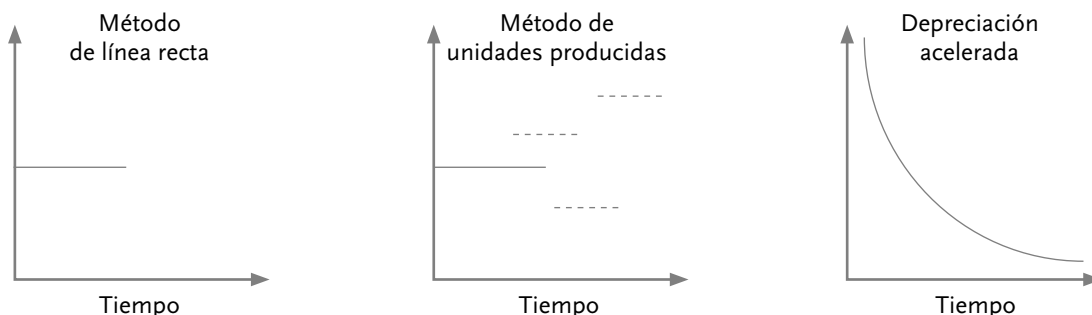 Método
de línea recta
Método de
unidades producidas
Depreciación
acelerada
Tiempo
Tiempo
Tiempo